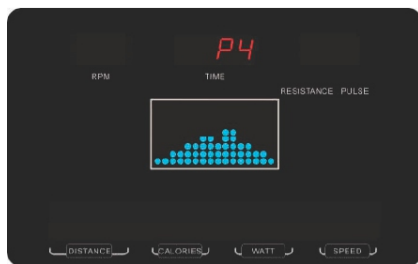 P4
RPM TIME
RESISTANCE PULSE
DISTANCE CALORIES WATT SPEED